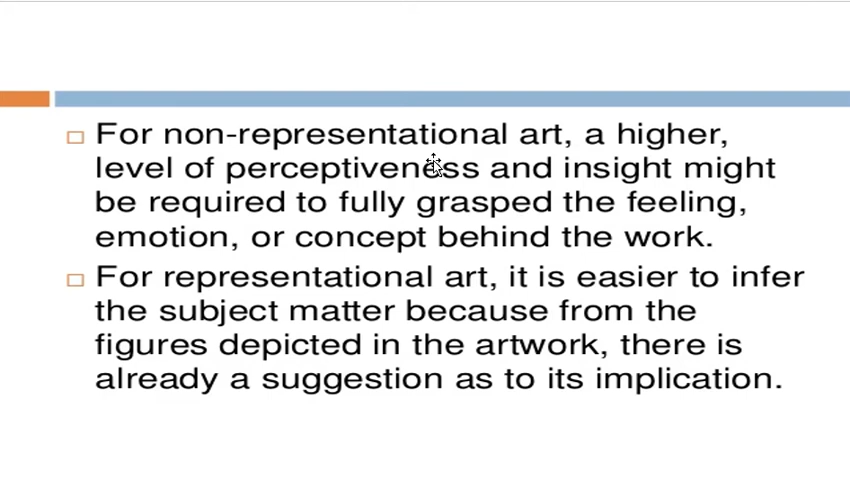 For non-representational art, a higher,
level of perceptiveness and insight might
be required to fully grasped the feeling,
emotion, or concept behind the work.
For representational art, it is easier to infer
the subject matter because from the
figures depicted in the artwork, there is
already a suggestion as to its implication.